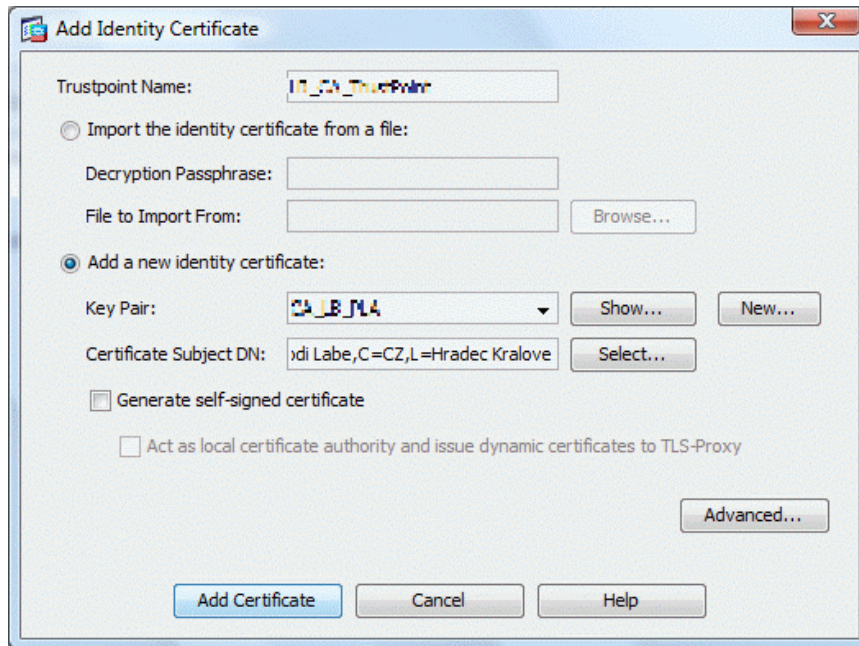 Add Identity Certificate
Trustpoint Name:
Import the identity certificate from a file:
Decryption Passphrase:
File to Import From: Browse...
Add a new identity certificate:
Key Pair: Show... New...
Certificate Subject DN: odi Labe,C=CZ,L=Hradec Kralove Select...
Generate self-signed certificate
Act as local certificate authority and issue dynamic certificates to TLS-Proxy
Advanced...
Add Certificate Cancel Help